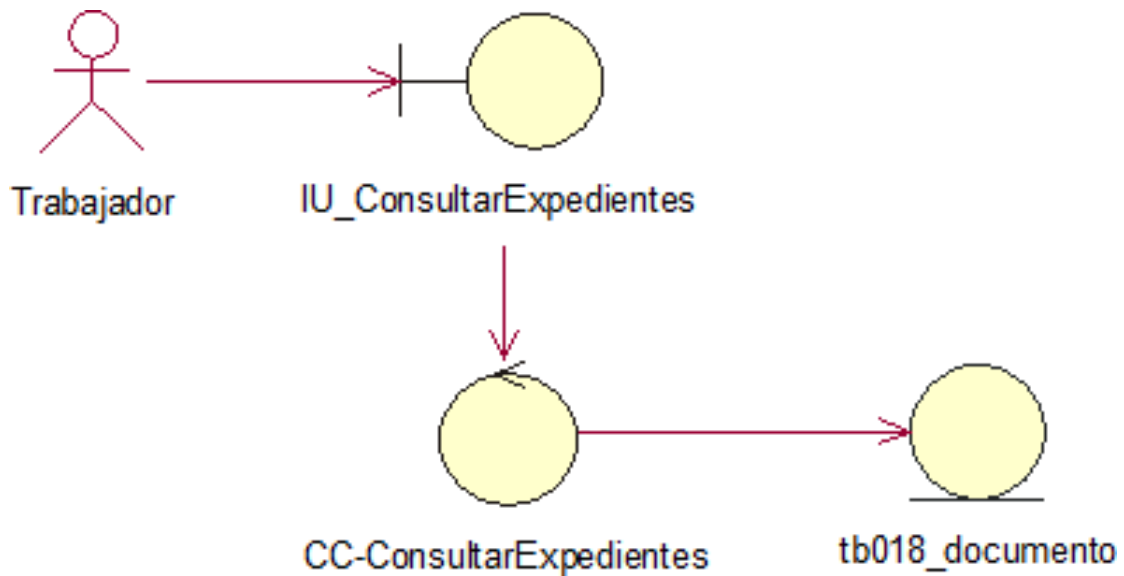 Trabajador
IU_ConsultarExpedientes
CC-ConsultarExpedientes
tb018_documento